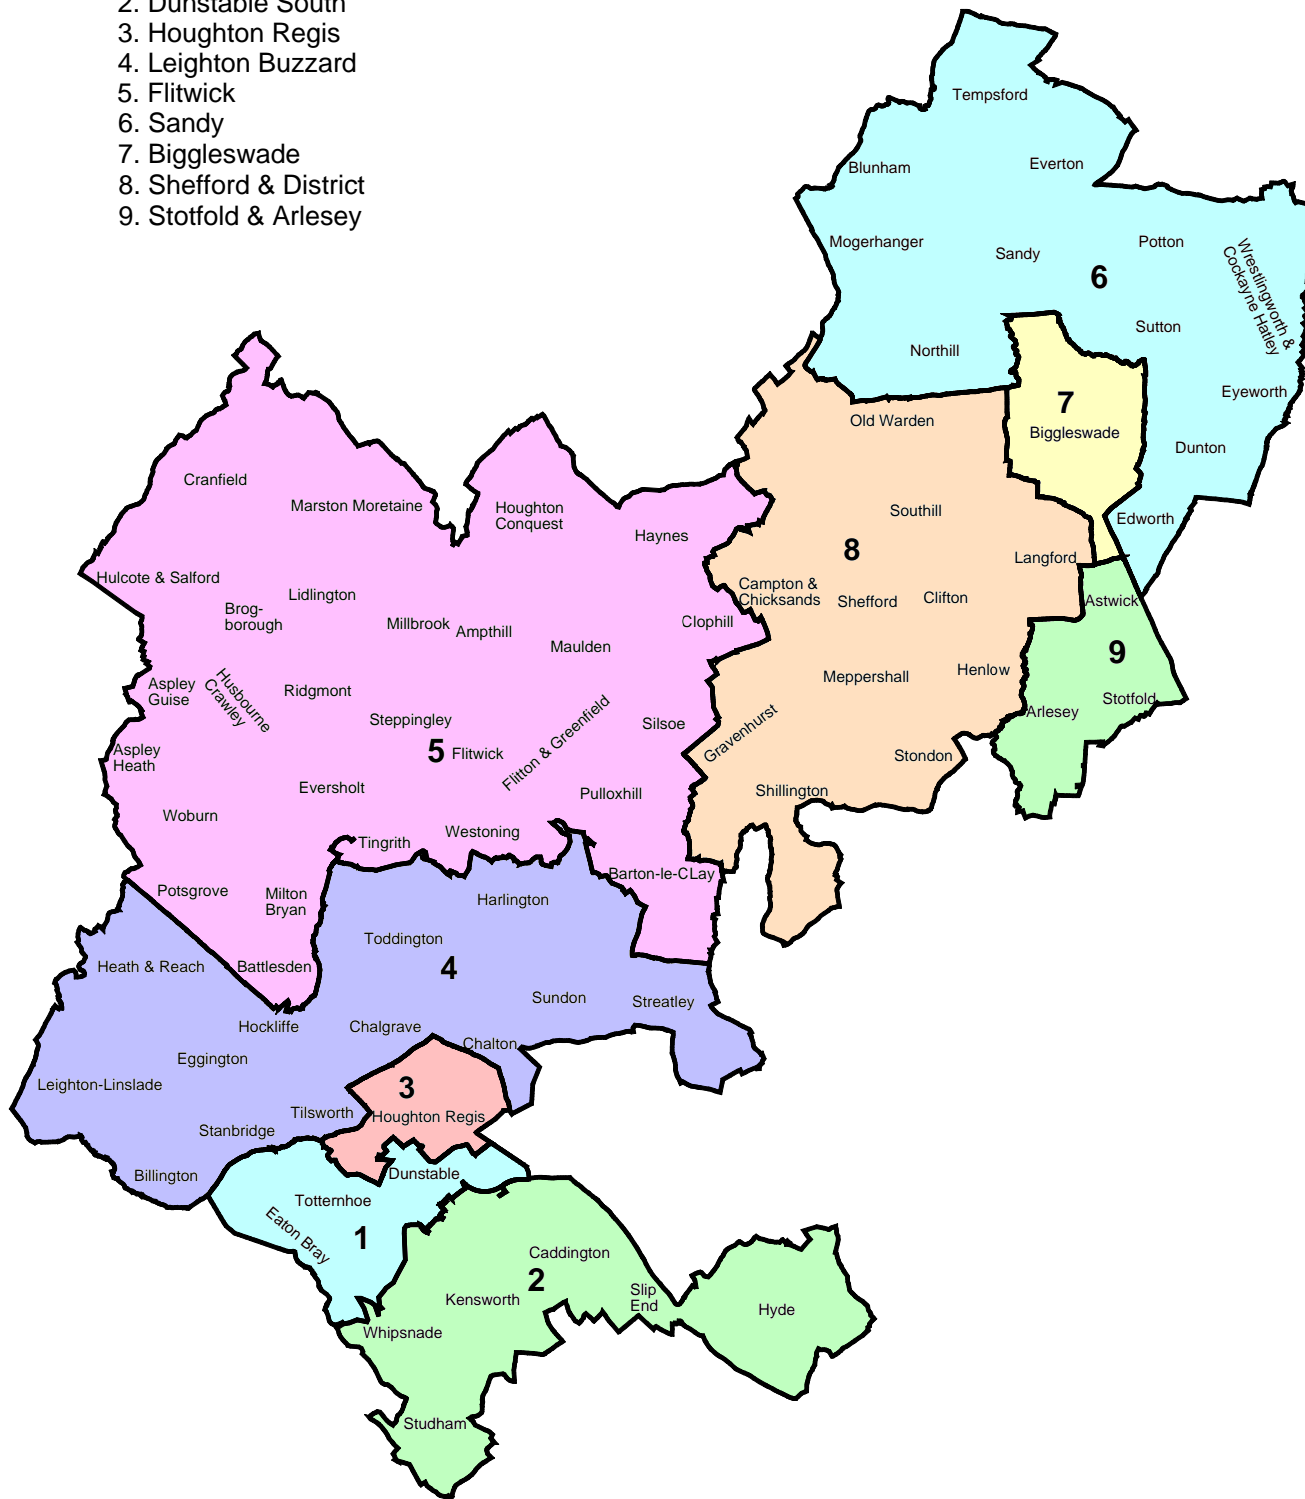 2. Dunstable South
3. Houghton Regis
4. Leighton Buzzard
5. Flitwick
6. Sandy
7. Biggleswade
8. Shefford & District
9. Stotfold & Arlesey
Tempsford
Blunham
Everton
Mogerhanger
Sandy
Potton
Wrestlingworth &
Cockayne Hatley
6
Sutton
Northill
Eyeworth
7
Biggleswade
Old Warden
Dunton
Edworth
Cranfield
Marston Moretaine
Houghton
Conquest
Haynes
Southill
8
Langford
Hulcote & Salford
Lidlington
Brog-
borough
Millbrook
Ampthill
Maulden
Clophill
Campton &
Chicksands
Shefford
Clifton
Astwick
9
Aspley
Guise
Husbourne
Crawley
Ridgmont
Steppingley
5
Flitwick
Flitton & Greenfield
Silsoe
Gravenhurst
Meppershall
Henlow
Arlesey
Stotfold
Stondon
Aspley
Heath
Eversholt
Pulloxhill
Shillington
Woburn
Tingrith
Westoning
Barton-le-CLay
Potsgrove
Milton
Bryan
Harlington
Toddington
4
Heath & Reach
Battlesden
Sundon
Streatley
Hockliffe
Chalgrave
Chalton
Eggington
Leighton-Linslade
3
Houghton Regis
Tilsworth
Stanbridge
Billington
Dunstable
Totternhoe
Eaton Bray
1
Caddington
2
Kensworth
Slip
End
Hyde
Whipsnade
Studham